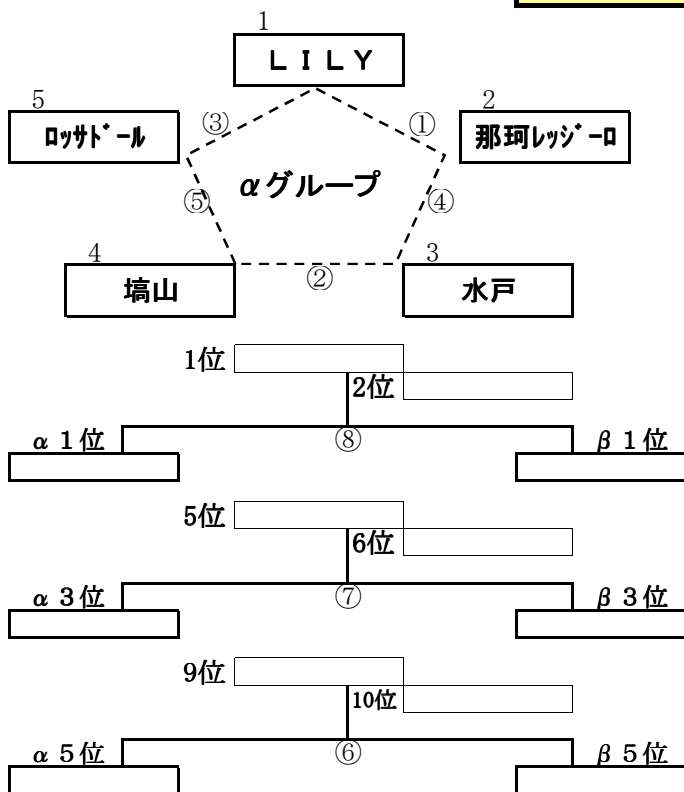 1
ＬＩＬＹ
5
2
③
①
ﾛｯｻﾄﾞｰﾙ
那珂ﾚｯｼﾞｰﾛ
αグループ
⑤
④
4
3
②
塙山
水戸
1位
2位
α１位
⑧
β１位
5位
6位
α３位
⑦
β３位
9位
10位
α５位
⑥
β５位